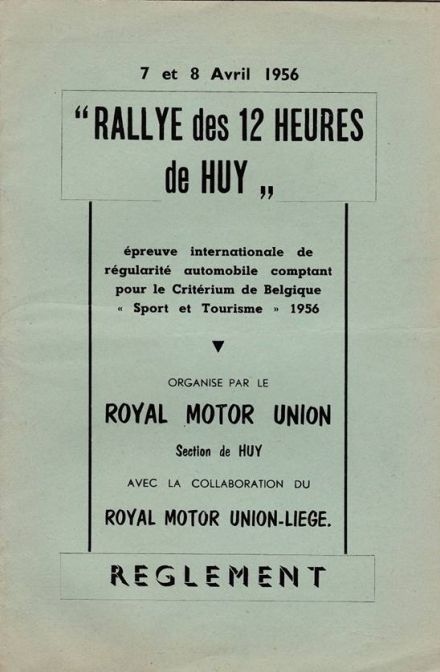 7 et 8 Avril 1956
“RALLYE des 12 HEURES
de HUY „
épreuve internationale de
régularité automobile comptant
pour le Critérium de Belgique
« Sport et Tourisme » 1956
ORGANISE PAR LE
ROYAL MOTOR UNION
Section de HUY
AVEC LA COLLABORATION DU
ROYAL MOTOR UNION-LIEGE.
REGLEMENT